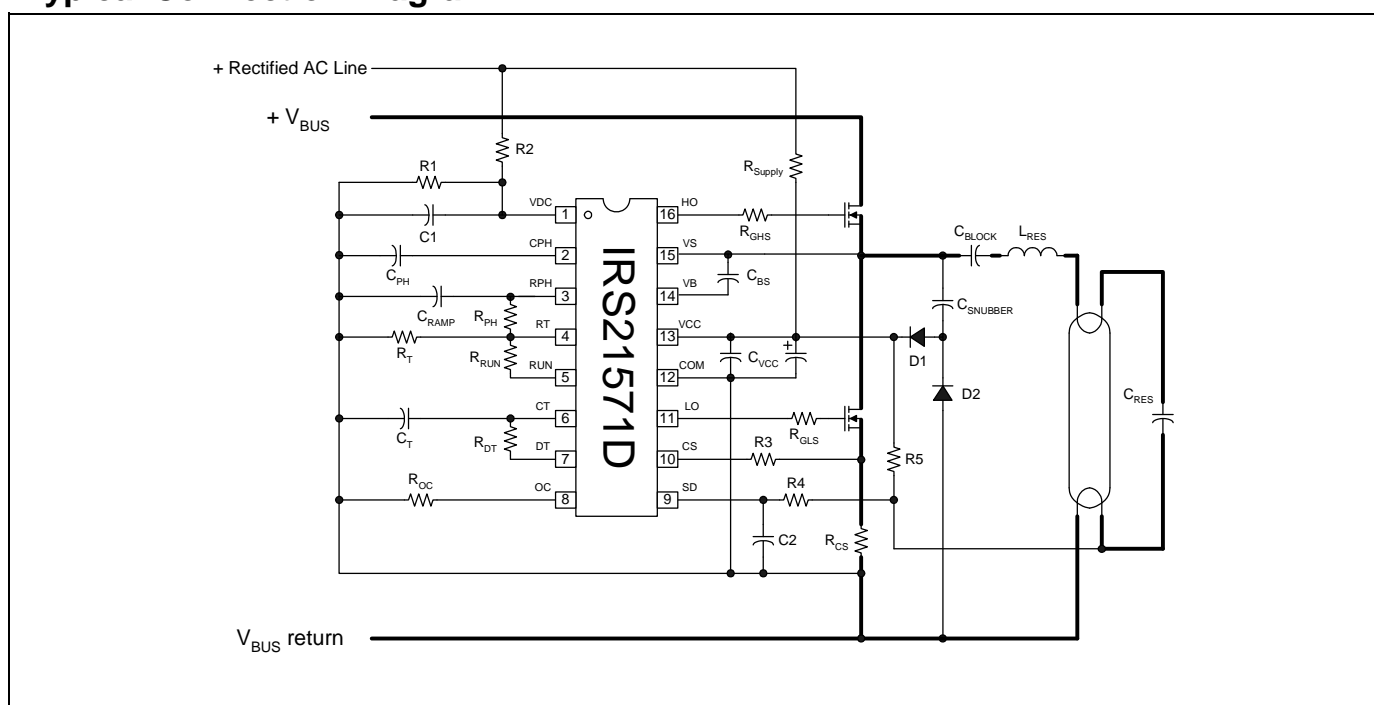 + Rectified AC Line
+ V_BUS
R2
R1
R_Supply
VDC
1
16
HO
C1
R_GHS
C_BLOCK
L_RES
CPH
2
15
VS
C_PH
C_BS
RPH
3
14
VB
C_SNUBBER
C_RAMP
R_PH
RT
4
13
VCC
R_T
R_RUN
C_VCC
+
D1
RUN
5
12
COM
D2
C_RES
CT
6
11
LO
C_T
R_DT
R_GLS
DT
7
10
CS
R3
R5
R_OC
OC
8
9
SD
R4
C2
R_CS
IRS21571D
V_BUS return